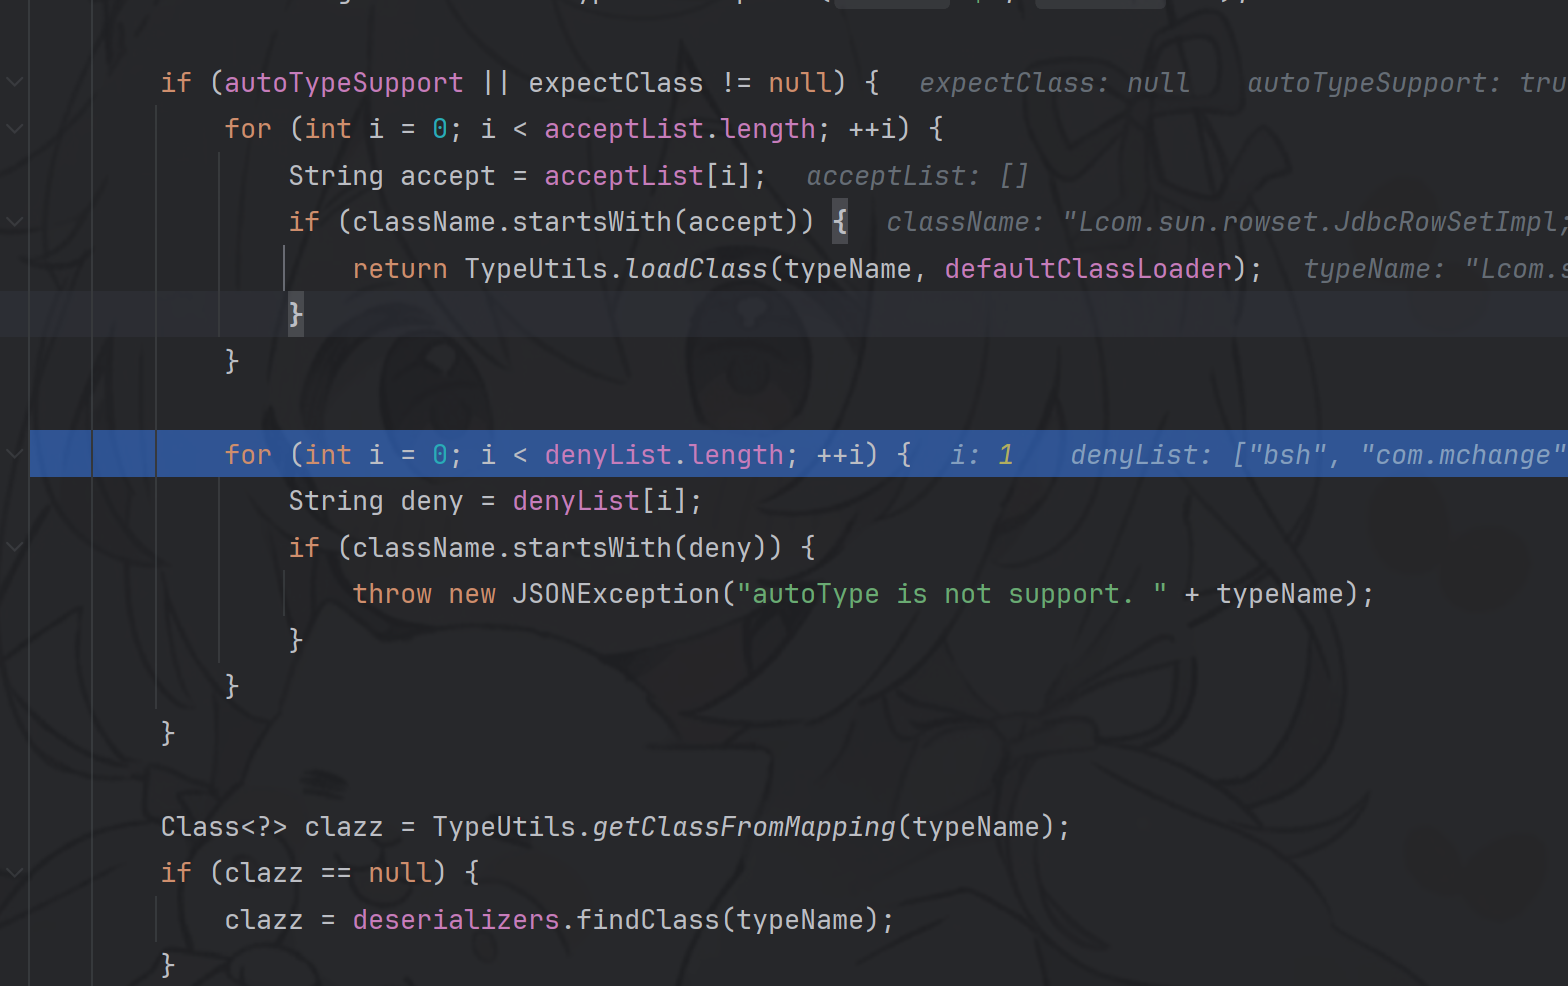 if (autoTypeSupport || expectClass != null) { expectClass: null autoTypeSupport: tru
for (int i = 0; i < acceptList.length; ++i) {
String accept = acceptList[i]; acceptList: []
if (className.startsWith(accept)) { className: "Lcom.sun.rowset.JdbcRowSetImpl;
return TypeUtils.loadClass(typeName, defaultClassLoader); typeName: "Lcom.s
}
}
for (int i = 0; i < denyList.length; ++i) { i: 1 denyList: ["bsh", "com.mchange"
String deny = denyList[i];
if (className.startsWith(deny)) {
throw new JSONException("autoType is not support. " + typeName);
}
}
}
Class<?> clazz = TypeUtils.getClassFromMapping(typeName);
if (clazz == null) {
clazz = deserializers.findClass(typeName);
}